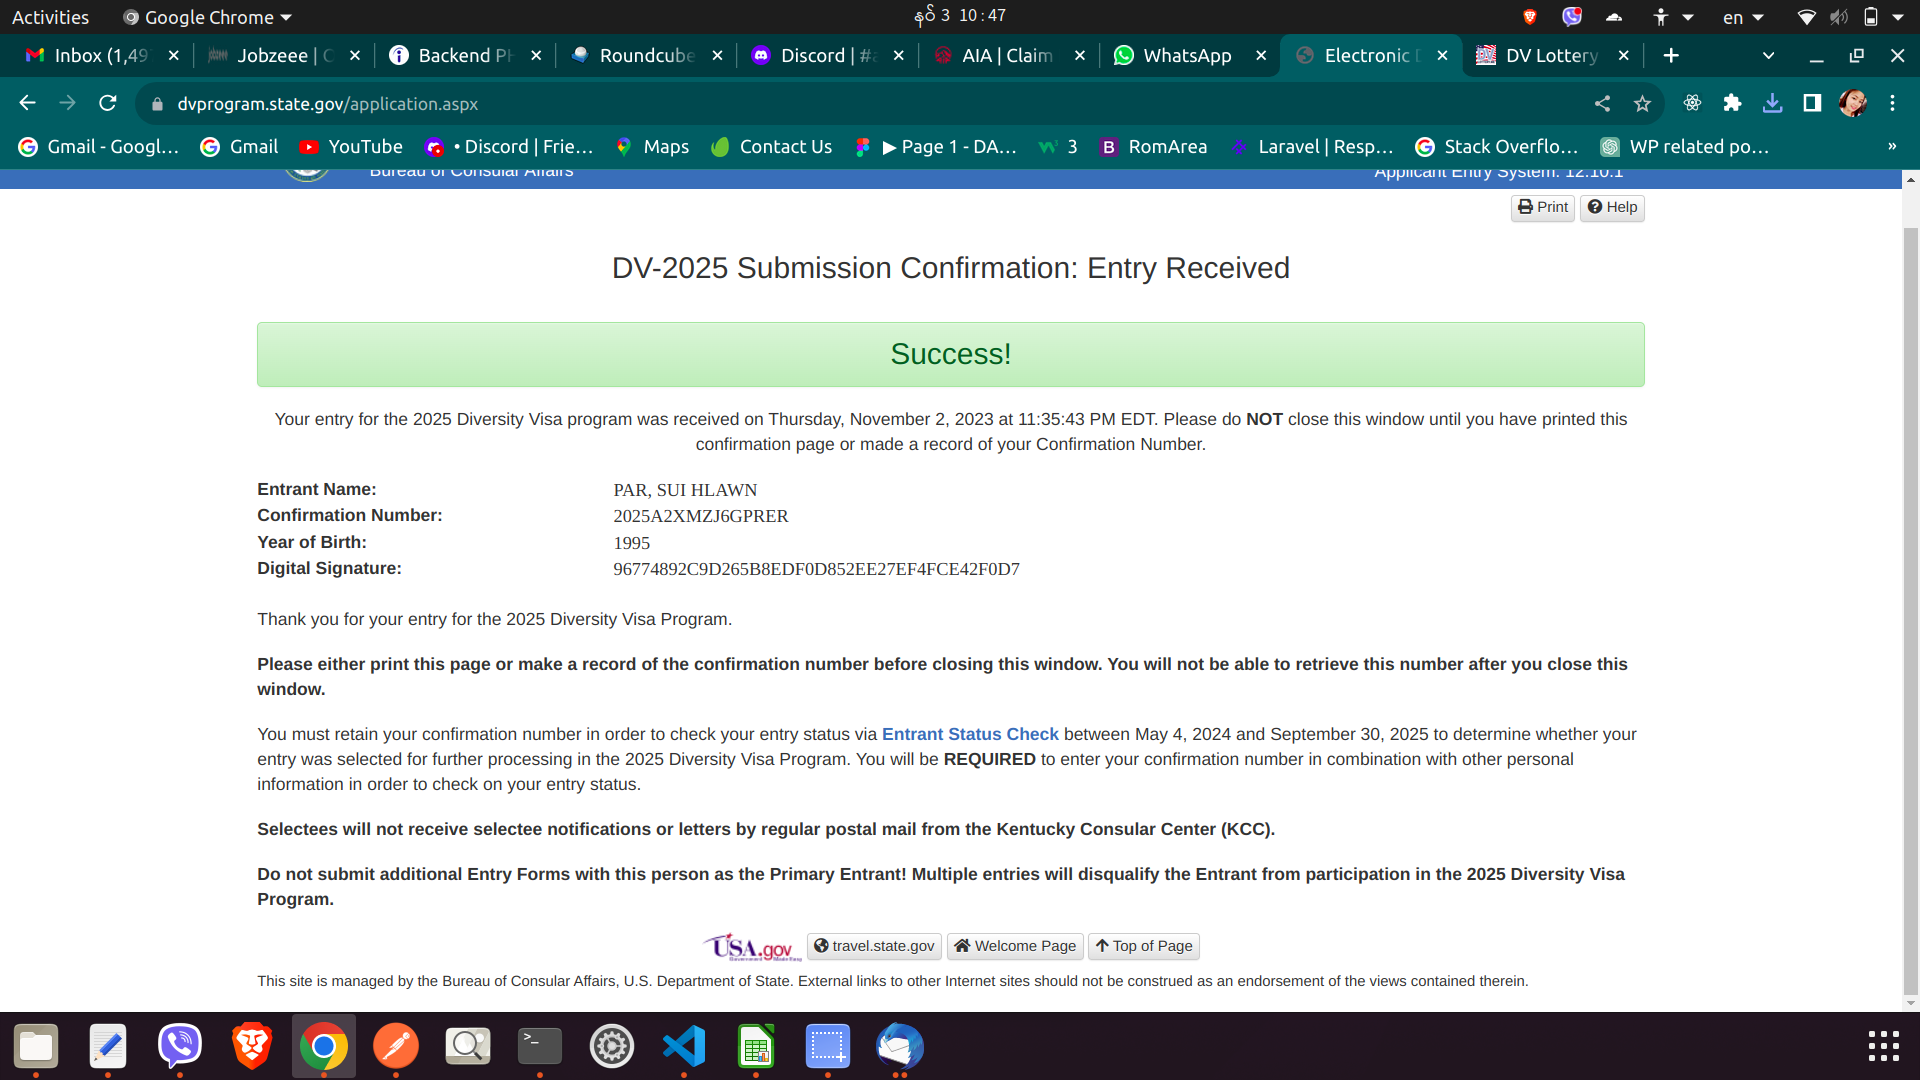 Activities Google Chrome နဝ် 3 10 : 47 en
Inbox (1,49 Jobzeee | C Backend PH Roundcube Discord | #a AIA | Claim WhatsApp Electronic D DV Lottery
dvprogram.state.gov/application.aspx
Gmail - Googl... Gmail YouTube • Discord | Frie... Maps Contact Us ▶ Page 1 - DA... 3 RomArea Laravel | Resp... Stack Overflo... WP related po... »
Bureau of Consular Affairs Applicant Entry System: 12.10.1
Print Help
DV-2025 Submission Confirmation: Entry Received
Success!
Your entry for the 2025 Diversity Visa program was received on Thursday, November 2, 2023 at 11:35:43 PM EDT. Please do NOT close this window until you have printed this
confirmation page or made a record of your Confirmation Number.
Entrant Name: PAR, SUI HLAWN
Confirmation Number: 2025A2XMZJ6GPRER
Year of Birth: 1995
Digital Signature: 96774892C9D265B8EDF0D852EE27EF4FCE42F0D7
Thank you for your entry for the 2025 Diversity Visa Program.
Please either print this page or make a record of the confirmation number before closing this window. You will not be able to retrieve this number after you close this
window.
You must retain your confirmation number in order to check your entry status via Entrant Status Check between May 4, 2024 and September 30, 2025 to determine whether your
entry was selected for further processing in the 2025 Diversity Visa Program. You will be REQUIRED to enter your confirmation number in combination with other personal
information in order to check on your entry status.
Selectees will not receive selectee notifications or letters by regular postal mail from the Kentucky Consular Center (KCC).
Do not submit additional Entry Forms with this person as the Primary Entrant! Multiple entries will disqualify the Entrant from participation in the 2025 Diversity Visa
Program.
USA.gov travel.state.gov Welcome Page Top of Page
This site is managed by the Bureau of Consular Affairs, U.S. Department of State. External links to other Internet sites should not be construed as an endorsement of the views contained therein.